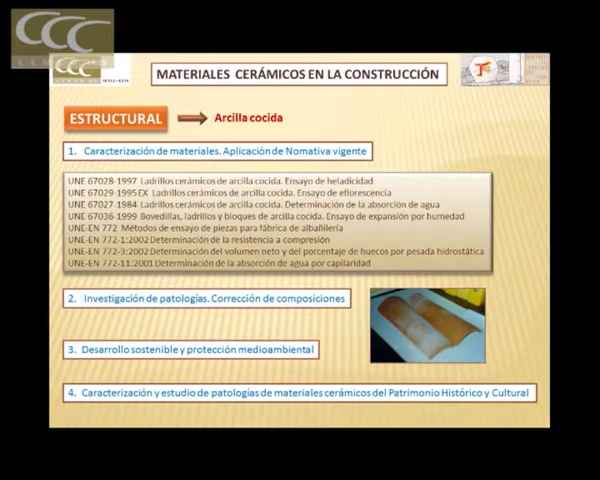 CCC
CEMCOIS
CCC
MATERIALES CERÁMICOS EN LA CONSTRUCCIÓN
ESTRUCTURAL
Arcilla cocida
1. Caracterización de materiales. Aplicación de Nomativa vigente
UNE 67028-1997 Ladrillos cerámicos de arcilla cocida. Ensayo de heladicidad
UNE 67029-1995 EX Ladrillos cerámicos de arcilla cocida. Ensayo de eflorescencia
UNE 67027-1984 Ladrillos cerámicos de arcilla cocida. Determinación de la absorción de agua
UNE 67036-1999 Bovedillas, ladrillos y bloques de arcilla cocida. Ensayo de expansión por humedad
UNE-EN 772 Métodos de ensayo de piezas para fábrica de albañilería
UNE-EN 772-1:2002 Determinación de la resistencia a compresión
UNE-EN 772-3:2002 Determinación del volumen neto y del porcentaje de huecos por pesada hidrostática
UNE-EN 772-11:2001 Determinación de la absorción de agua por capilaridad
2. Investigación de patologías. Corrección de composiciones
3. Desarrollo sostenible y protección medioambiental
4. Caracterización y estudio de patologías de materiales cerámicos del Patrimonio Histórico y Cultural